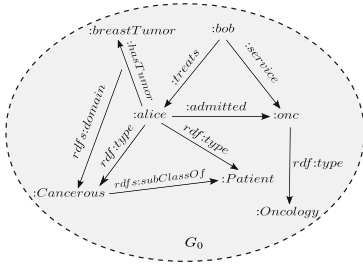 :breastTumor
:bob
:hasTumor
:treats
:service
rdfs:domain
:alice
:admitted
:onc
rdf:type
rdf:type
rdf:type
:Cancerous
rdfs:subClassOf
:Patient
:Oncology
G₀